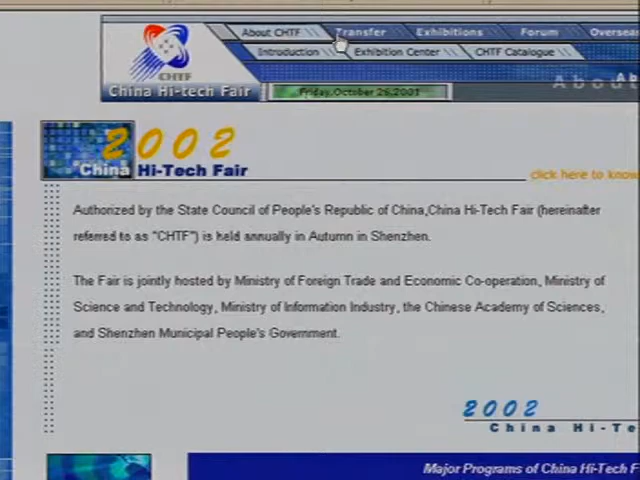 About CHTF Transfer Exhibitions Forum Oversea
Introduction Exhibition Center CHTF Catalogue
CHTF
China Hi-tech Fair
Friday,October 26,2001
About
Ab
2002
China Hi-Tech Fair
click here to know
Authorized by the State Council of People's Republic of China,China Hi-Tech Fair (hereinafter
referred to as "CHTF") is held annually in Autumn in Shenzhen.
The Fair is jointly hosted by Ministry of Foreign Trade and Economic Co-operation, Ministry of
Science and Technology, Ministry of Information Industry, the Chinese Academy of Sciences,
and Shenzhen Municipal People's Government.
2002
China Hi-Te
Major Programs of China Hi-Tech F